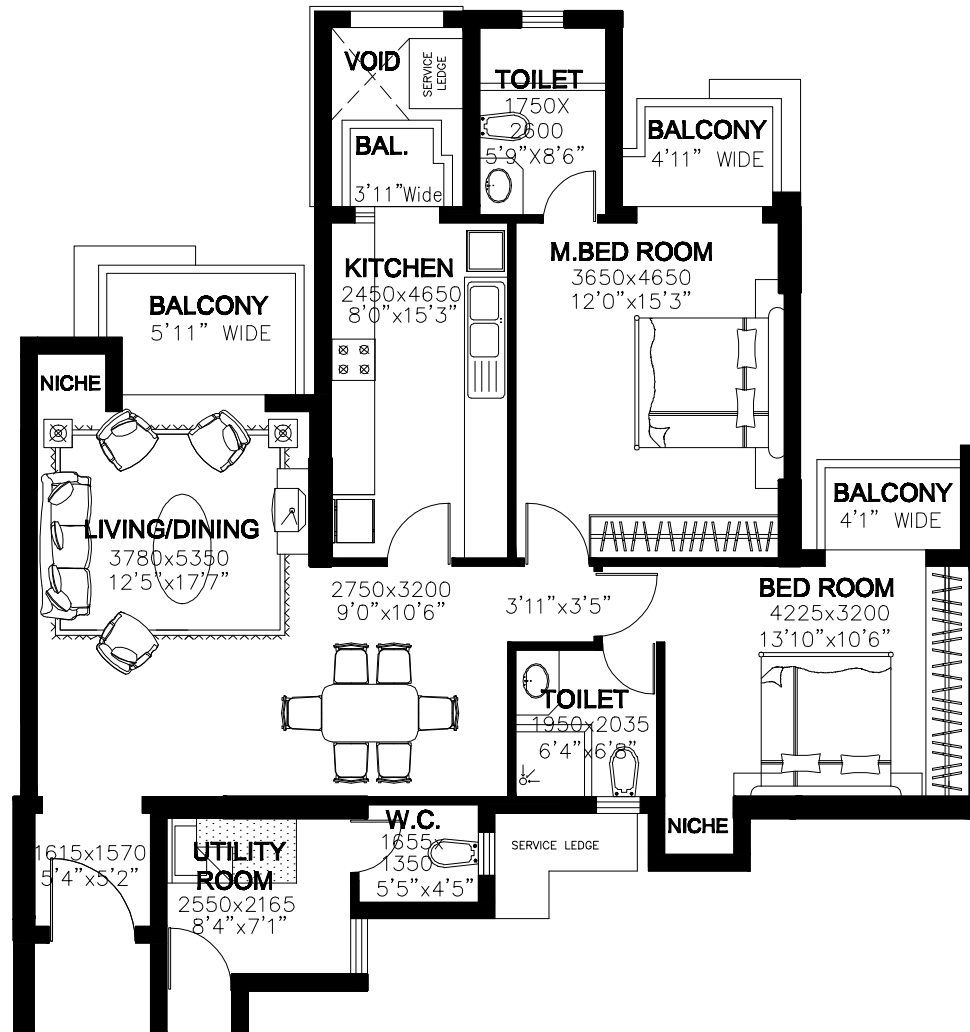 VOID
SERVICE
LEDGE
TOILET
1750X
2600
5'9"X8'6"
BALCONY
4'11" WIDE
BAL.
3'11"Wide
M.BED ROOM
3650x4650
12'0"x15'3"
KITCHEN
2450x4650
8'0"x15'3"
BALCONY
5'11" WIDE
NICHE
LIVING/DINING
3780x5350
12'5"x17'7"
BALCONY
4'1" WIDE
2750x3200
9'0"x10'6"
3'11"x3'5"
BED ROOM
4225x3200
13'10"x10'6"
TOILET
1950x2035
6'4"x6'8"
NICHE
W.C.
1655x
1350
5'5"x4'5"
SERVICE LEDGE
1615x1570
5'4"x5'2"
UTILITY
ROOM
2550x2165
8'4"x7'1"